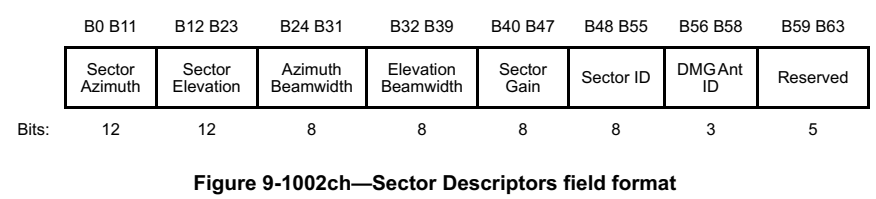 B0 B11 B12 B23 B24 B31 B32 B39 B40 B47 B48 B55 B56 B58 B59 B63
Sector Azimuth Sector Elevation Azimuth Beamwidth Elevation Beamwidth Sector Gain Sector ID DMG Ant ID Reserved
Bits: 12 12 8 8 8 8 3 5
Figure 9-1002ch—Sector Descriptors field format